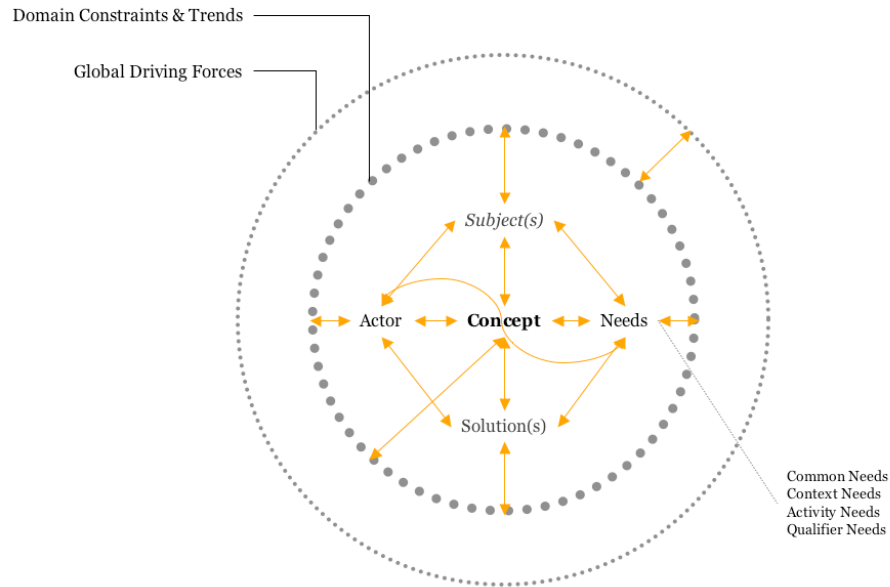 Domain Constraints & Trends
Global Driving Forces
Subject(s)
Actor
Concept
Needs
Solution(s)
Common Needs
Context Needs
Activity Needs
Qualifier Needs